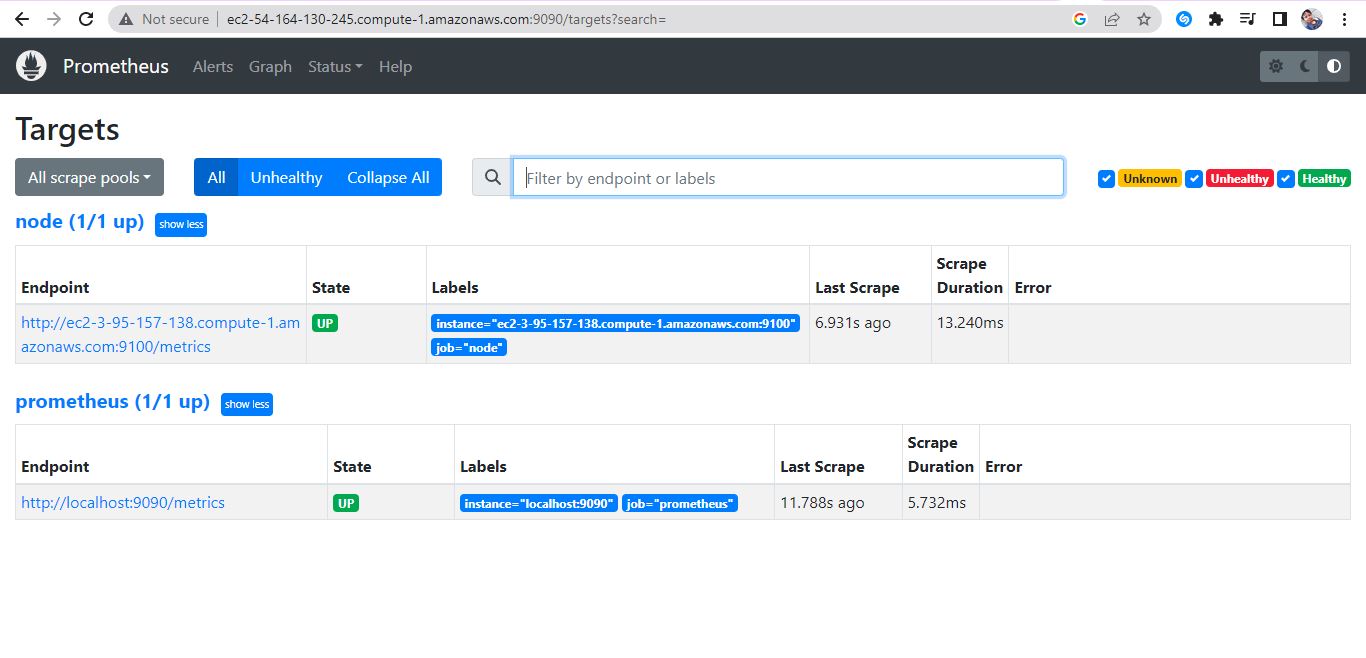 Not secure ec2-54-164-130-245.compute-1.amazonaws.com:9090/targets?search=
Prometheus Alerts Graph Status Help
Targets
All scrape pools All Unhealthy Collapse All Filter by endpoint or labels Unknown Unhealthy Healthy
node (1/1 up) show less
Scrape
Endpoint State Labels Last Scrape Duration Error
http://ec2-3-95-157-138.compute-1.am UP instance="ec2-3-95-157-138.compute-1.amazonaws.com:9100" 6.931s ago 13.240ms
azonaws.com:9100/metrics job="node"
prometheus (1/1 up) show less
Scrape
Endpoint State Labels Last Scrape Duration Error
http://localhost:9090/metrics UP instance="localhost:9090" job="prometheus" 11.788s ago 5.732ms